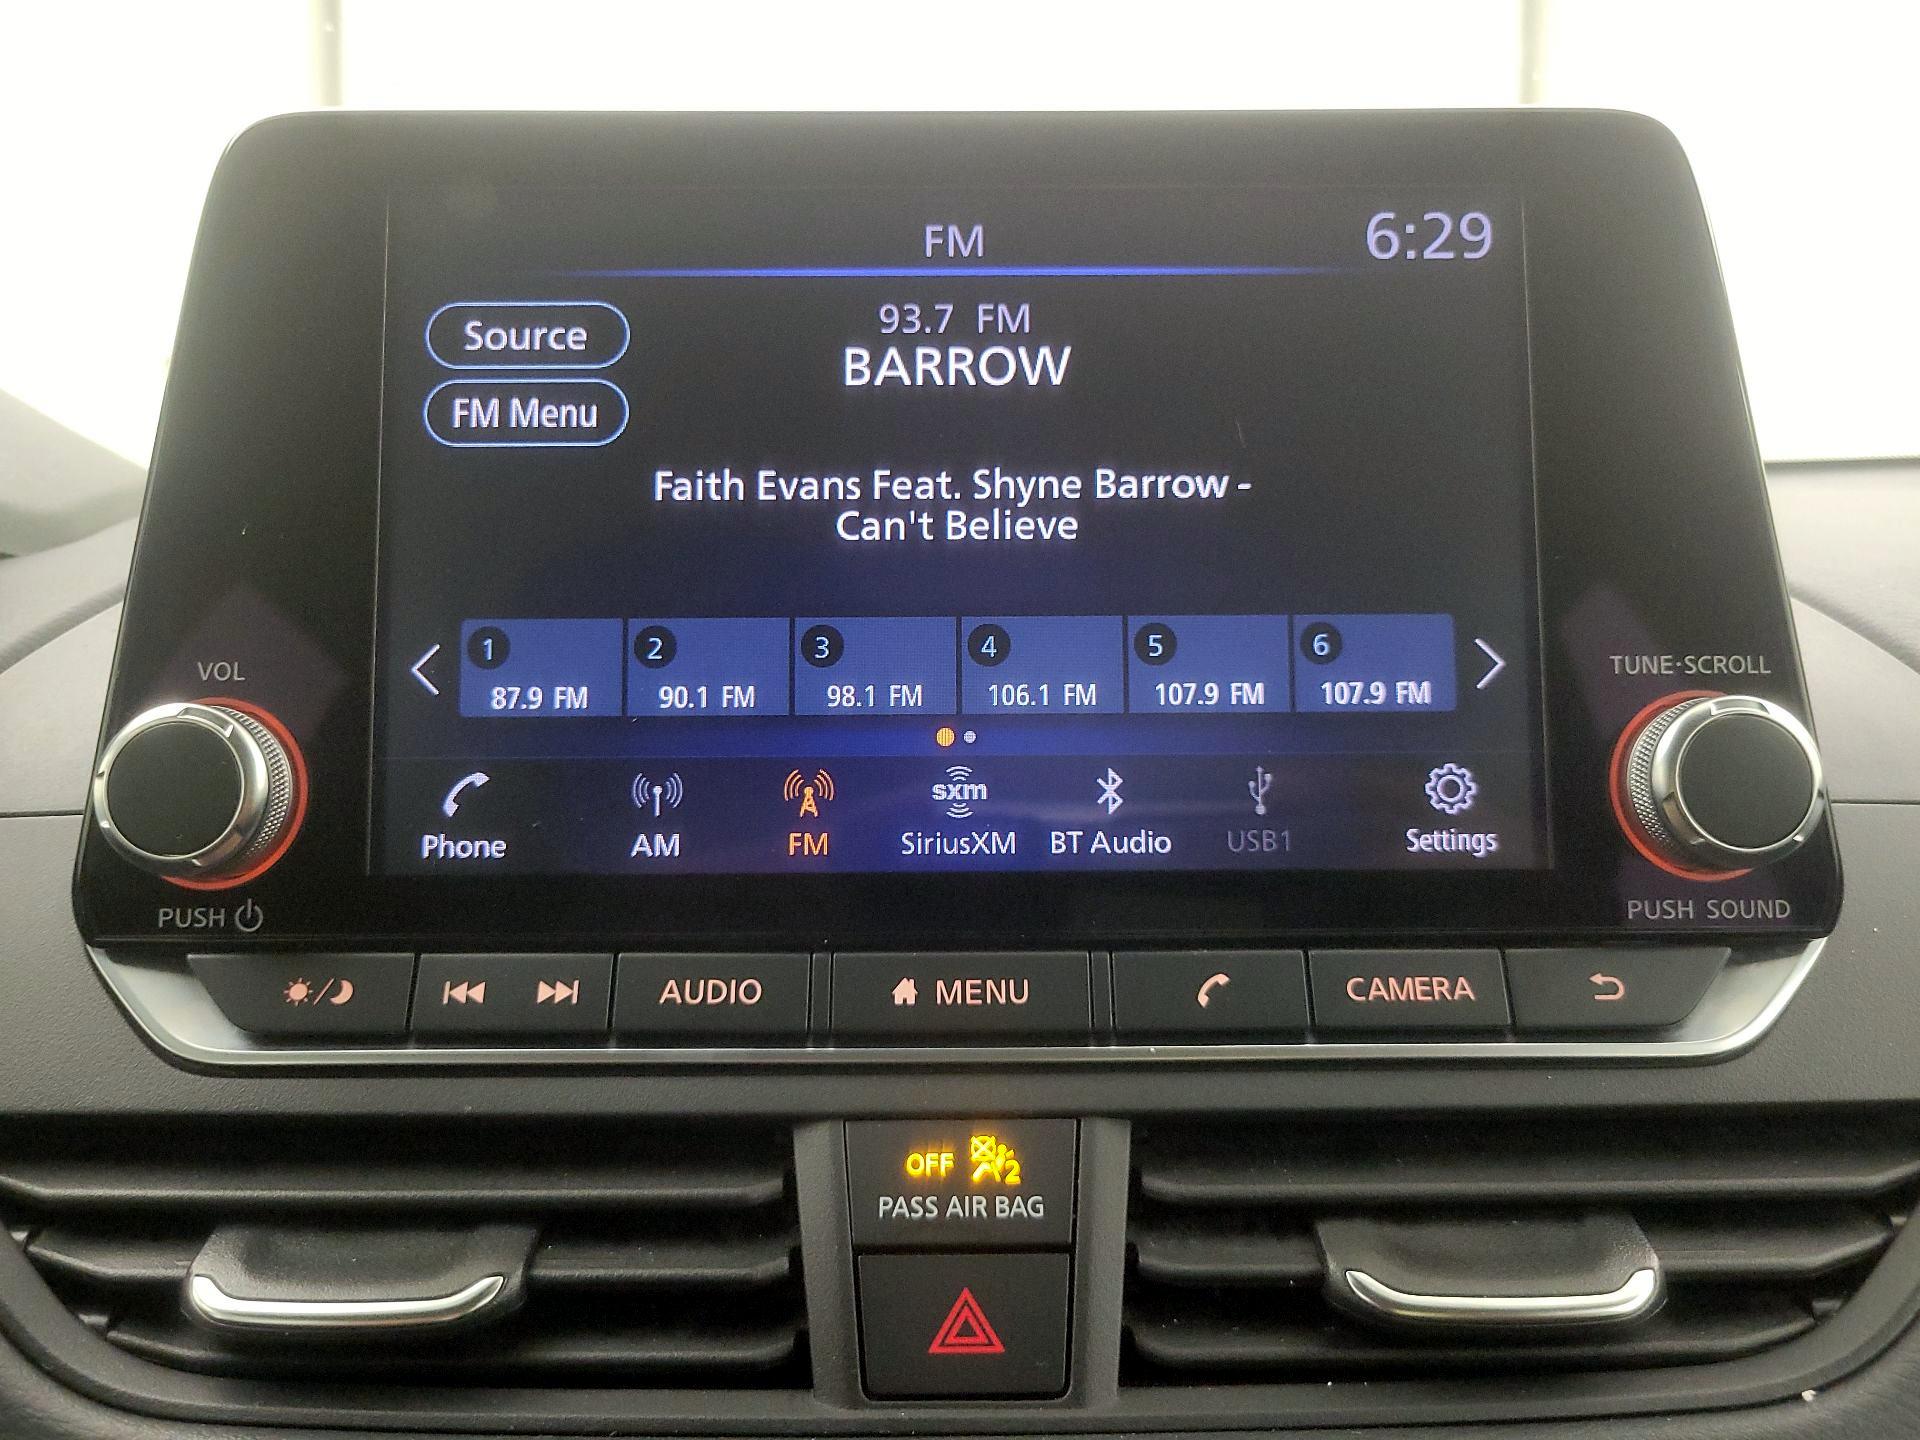 FM
6:29
Source
93.7 FM
BARROW
FM Menu
Faith Evans Feat. Shyne Barrow -
Can't Believe
VOL
TUNE·SCROLL
1
2
3
4
5
6
87.9 FM
90.1 FM
98.1 FM
106.1 FM
107.9 FM
107.9 FM
sxm
Phone
AM
FM
SiriusXM
BT Audio
USB1
Settings
PUSH
PUSH SOUND
AUDIO
MENU
CAMERA
OFF 2
PASS AIR BAG